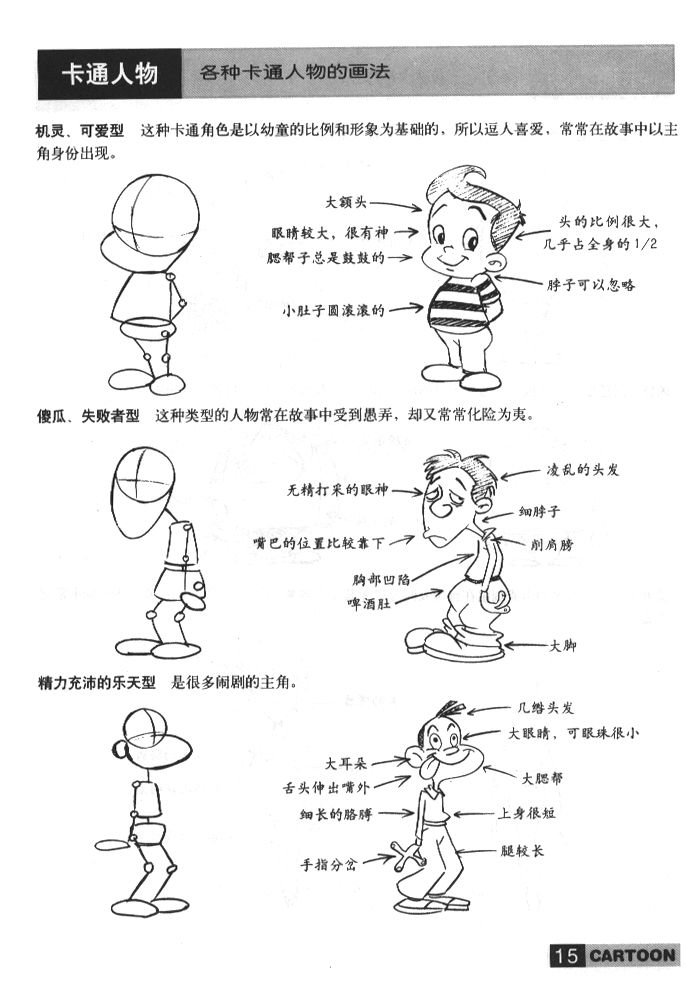 卡通人物 各种卡通人物的画法
机灵、可爱型 这种卡通角色是以幼童的比例和形象为基础的，所以逗人喜爱，常常在故事中以主
角身份出现。
大额头
眼睛较大，很有神
腮帮子总是鼓鼓的
小肚子圆滚滚的
头的比例很大，
几乎占全身的1/2
脖子可以忽略
傻瓜、失败者型 这种类型的人物常在故事中受到愚弄，却又常常化险为夷。
无精打采的眼神
嘴巴的位置比较靠下
胸部凹陷
啤酒肚
凌乱的头发
细脖子
削肩膀
大脚
精力充沛的乐天型 是很多闹剧的主角。
大耳朵
舌头伸出嘴外
细长的胳膊
手指分岔
几绺头发
大眼睛，可眼珠很小
大腮帮
上身很短
腿较长
15 CARTOON